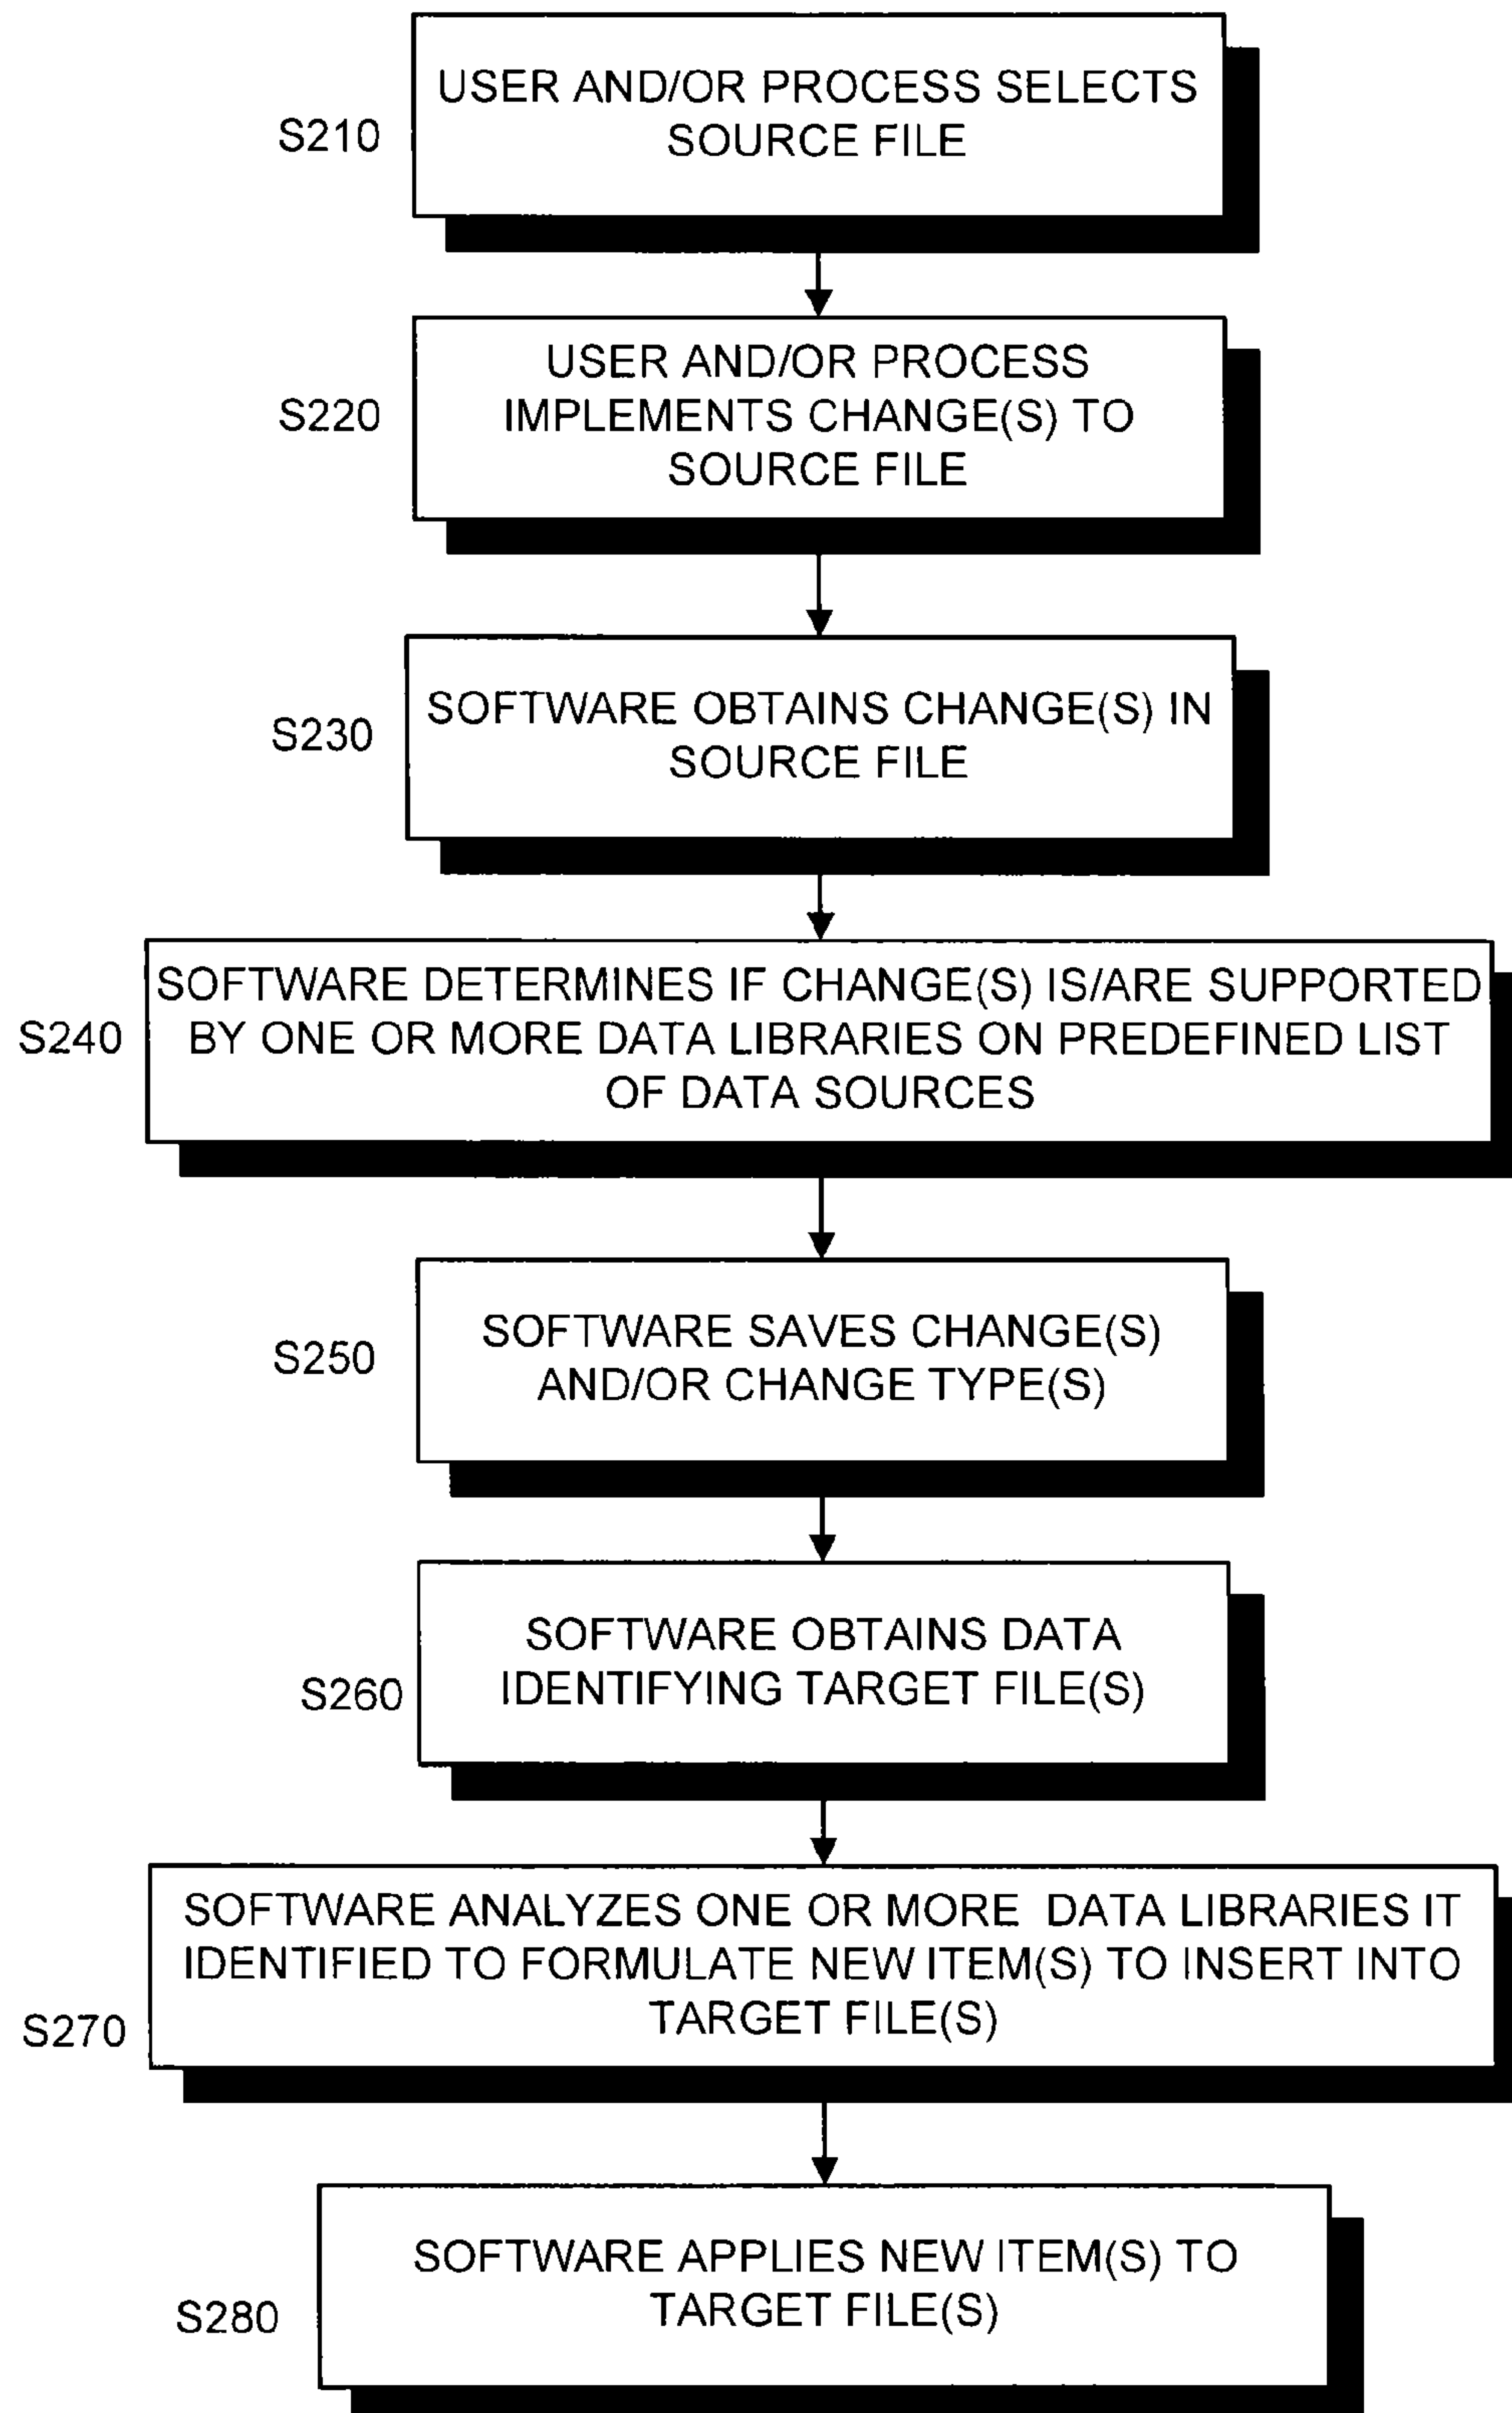 USER AND/OR PROCESS SELECTS
SOURCE FILE
S210
USER AND/OR PROCESS
IMPLEMENTS CHANGE(S) TO
SOURCE FILE
S220
SOFTWARE OBTAINS CHANGE(S) IN
SOURCE FILE
S230
SOFTWARE DETERMINES IF CHANGE(S) IS/ARE SUPPORTED
BY ONE OR MORE DATA LIBRARIES ON PREDEFINED LIST
OF DATA SOURCES
S240
SOFTWARE SAVES CHANGE(S)
AND/OR CHANGE TYPE(S)
S250
SOFTWARE OBTAINS DATA
IDENTIFYING TARGET FILE(S)
S260
SOFTWARE ANALYZES ONE OR MORE DATA LIBRARIES IT
IDENTIFIED TO FORMULATE NEW ITEM(S) TO INSERT INTO
TARGET FILE(S)
S270
SOFTWARE APPLIES NEW ITEM(S) TO
TARGET FILE(S)
S280